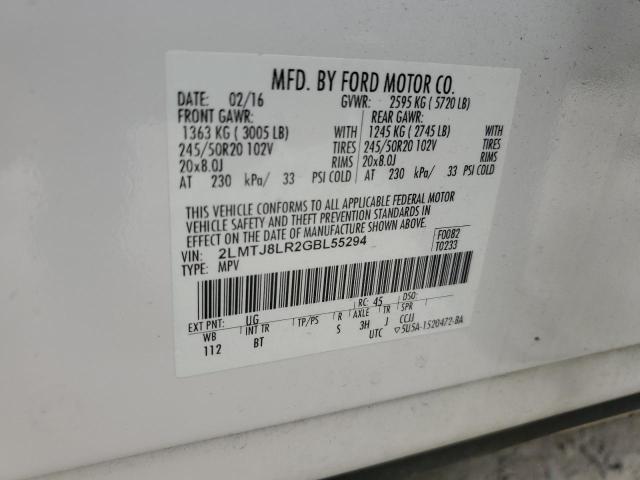 MFD. BY FORD MOTOR CO.
DATE: 02/16 GVWR: 2595 KG ( 5720 LB)
FRONT GAWR: REAR GAWR:
1363 KG ( 3005 LB) WITH 1245 KG ( 2745 LB) WITH
245/50R20 102V TIRES 245/50R20 102V TIRES
20x8.0J RIMS 20x8.0J RIMS
AT 230 kPa/ 33 PSI COLD AT 230 kPa/ 33 PSI COLD
THIS VEHICLE CONFORMS TO ALL APPLICABLE FEDERAL MOTOR
VEHICLE SAFETY AND THEFT PREVENTION STANDARDS IN
EFFECT ON THE DATE OF MANUFACTURE SHOWN ABOVE.
VIN: 2LMTJ8LR2GBL55294 F0082
TYPE: MPV T0233
EXT PNT: UG RC: 45 DSO:
WB INT TR TP/PS R AXLE TR SPR
112 BT S 3H J CCJJ
UTC ▽5U5A-1520472-BA